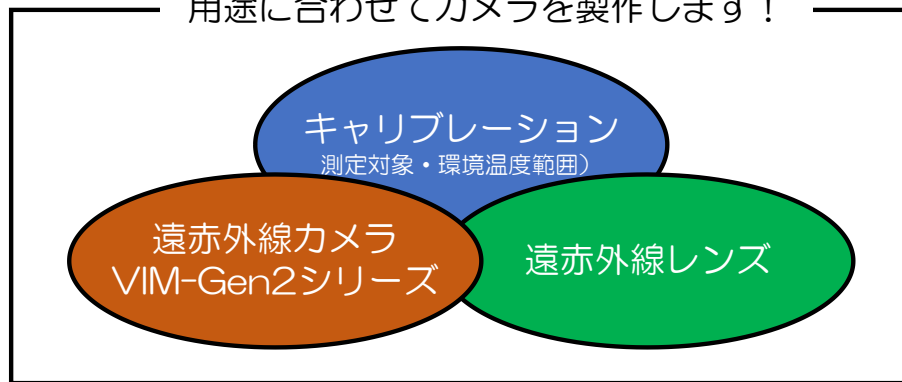 用途に合わせてカメラを製作します！
キャリブレーション
測定対象・環境温度範囲）
遠赤外線カメラ
VIM-Gen2シリーズ
遠赤外線レンズ